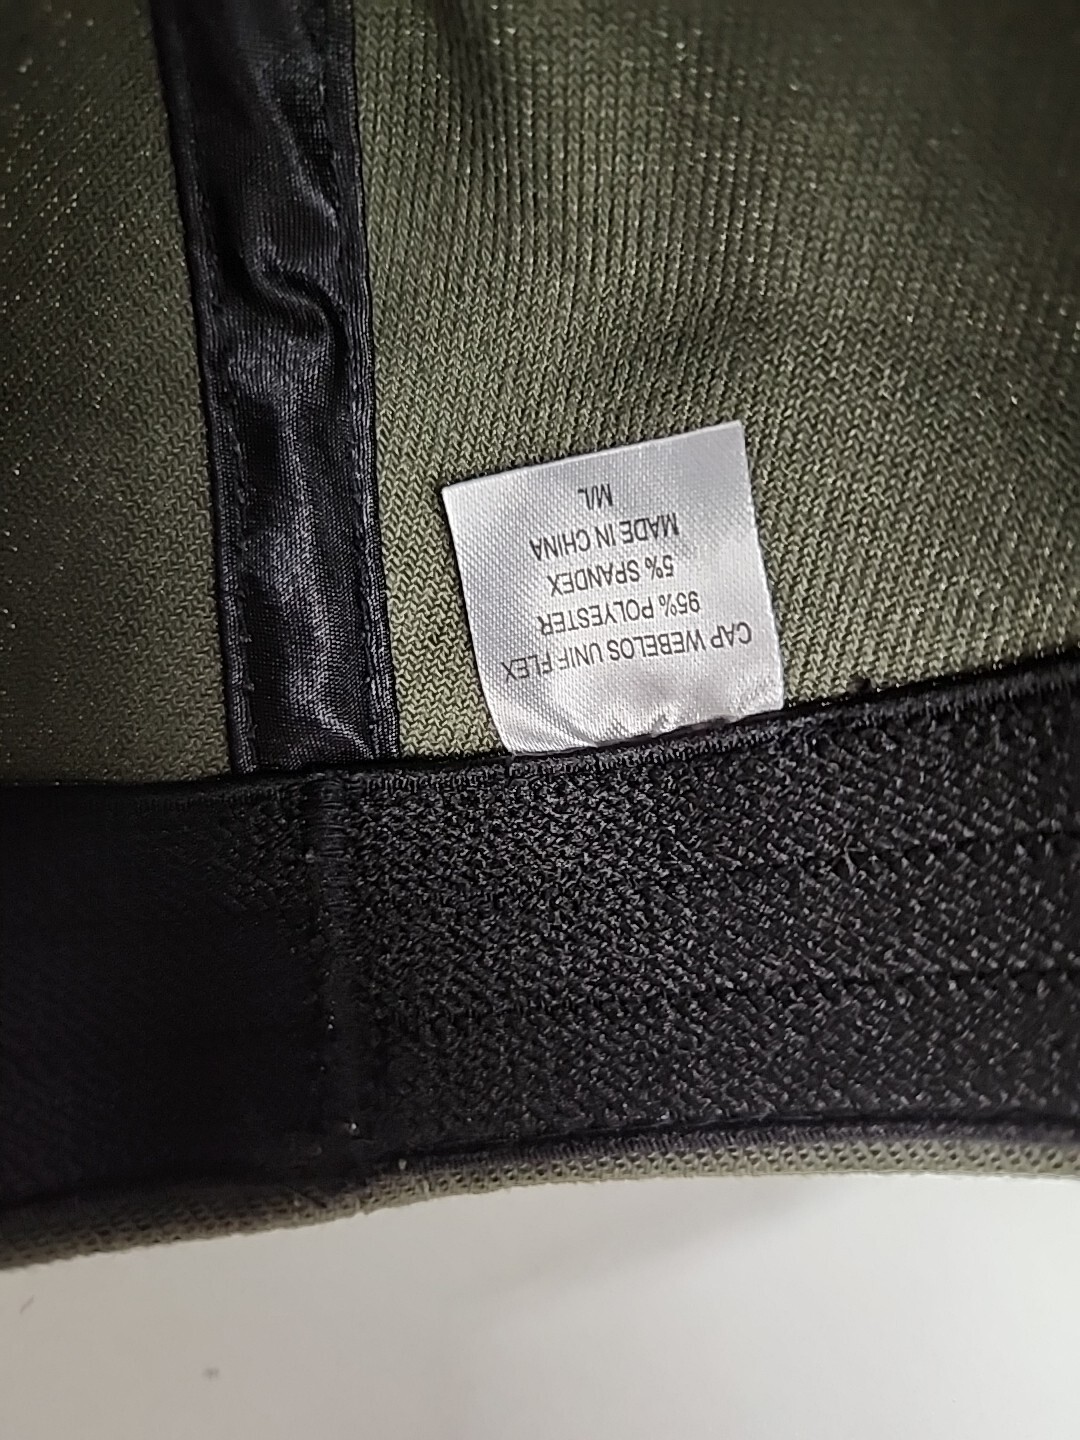 CAP WEBELOS UNIF FLEX
95% POLYESTER
5% SPANDEX
MADE IN CHINA
M/L